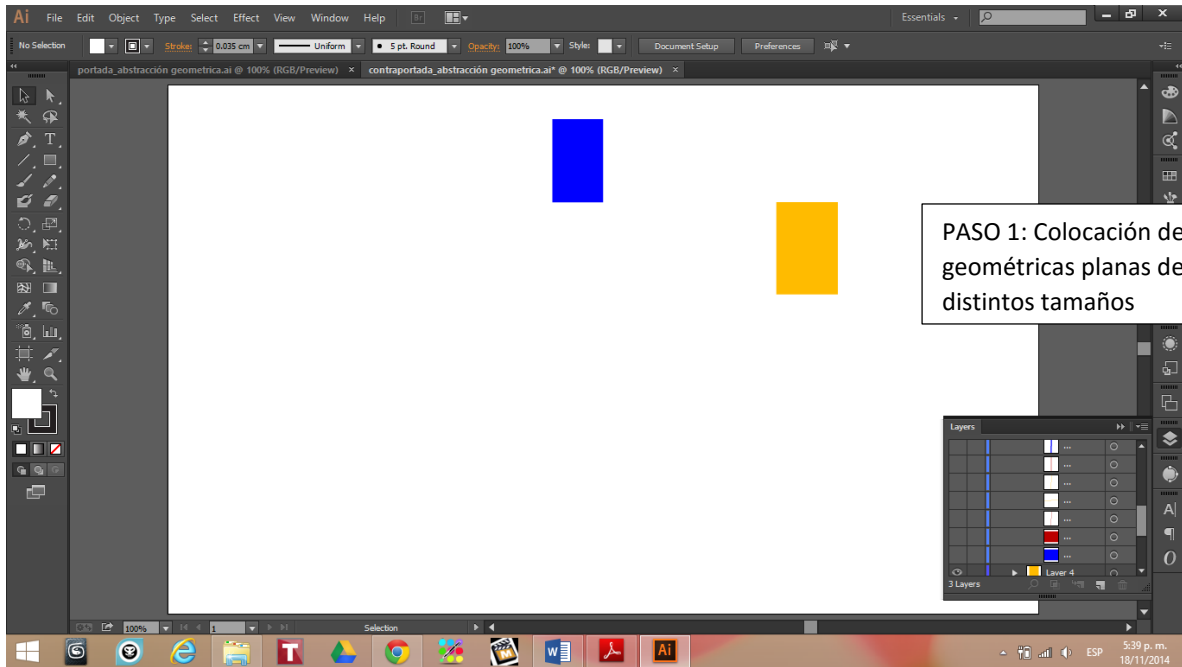 Ai File Edit Object Type Select Effect View Window Help Br Essentials
No Selection Stroke: 0.035 cm Uniform 5 pt. Round Opacity: 100% Style: Document Setup Preferences
portada_abstracción geometrica.ai @ 100% (RGB/Preview) × contraportada_abstracción geometrica.ai* @ 100% (RGB/Preview) ×
PASO 1: Colocación de
geométricas planas de
distintos tamaños
Layers
...
...
...
...
...
...
...
Layer 4
3 Layers
100% 1 Selection
Ai
ESP 5:39 p. m.
18/11/2014